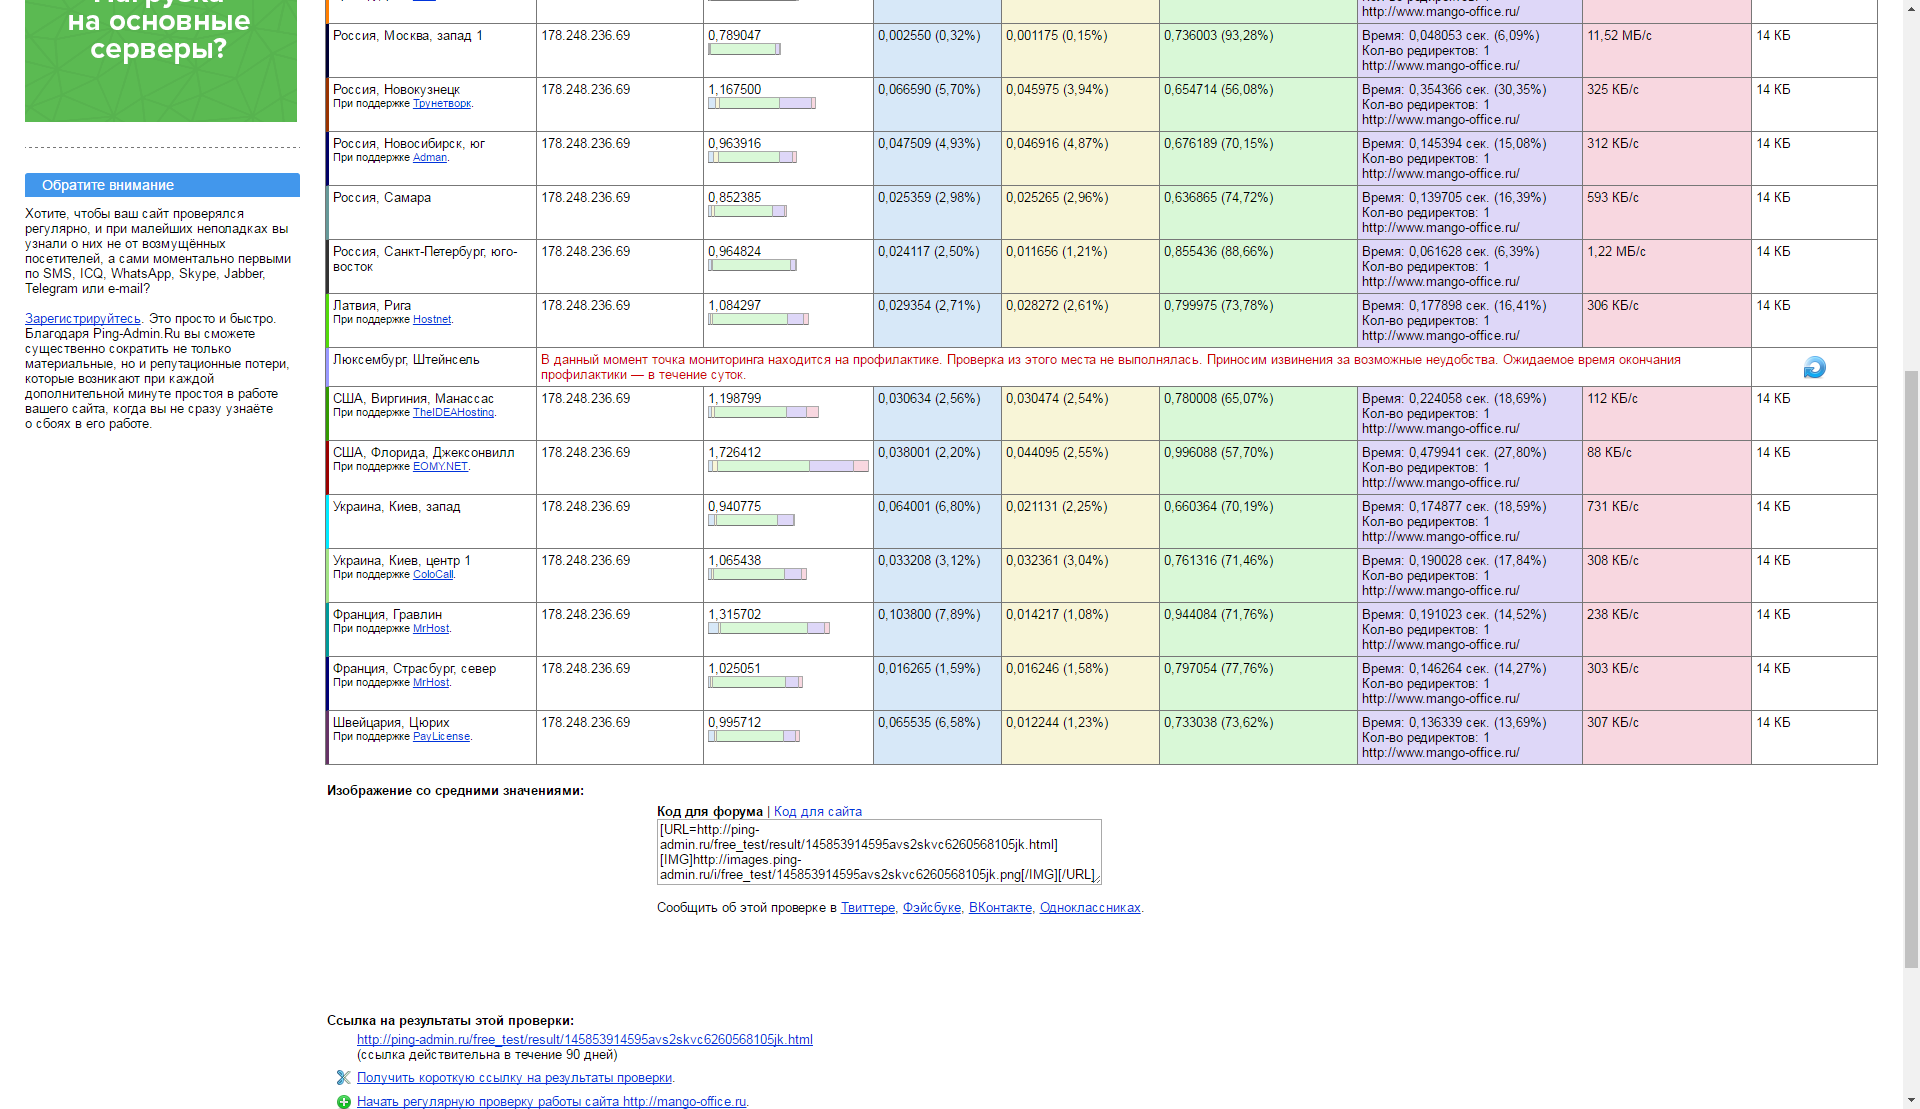 на основные
серверы?
Обратите внимание
Хотите, чтобы ваш сайт проверялся
регулярно, и при малейших неполадках вы
узнали о них не от возмущённых
посетителей, а сами моментально первыми
по SMS, ICQ, WhatsApp, Skype, Jabber,
Telegram или e-mail?
Зарегистрируйтесь. Это просто и быстро.
Благодаря Ping-Admin.Ru вы сможете
существенно сократить не только
материальные, но и репутационные потери,
которые возникают при каждой
дополнительной минуте простоя в работе
вашего сайта, когда вы не сразу узнаёте
о сбоях в его работе.
http://www.mango-office.ru/
Россия, Москва, запад 1 178.248.236.69 0,789047 0,002550 (0,32%) 0,001175 (0,15%) 0,736003 (93,28%) Время: 0,048053 сек. (6,09%) 11,52 МБ/с 14 КБ
Кол-во редиректов: 1
http://www.mango-office.ru/
Россия, Новокузнецк 178.248.236.69 1,167500 0,066590 (5,70%) 0,045975 (3,94%) 0,654714 (56,08%) Время: 0,354366 сек. (30,35%) 325 КБ/с 14 КБ
При поддержке Трунетворк. Кол-во редиректов: 1
http://www.mango-office.ru/
Россия, Новосибирск, юг 178.248.236.69 0,963916 0,047509 (4,93%) 0,046916 (4,87%) 0,676189 (70,15%) Время: 0,145394 сек. (15,08%) 312 КБ/с 14 КБ
При поддержке Adman. Кол-во редиректов: 1
http://www.mango-office.ru/
Россия, Самара 178.248.236.69 0,852385 0,025359 (2,98%) 0,025265 (2,96%) 0,636865 (74,72%) Время: 0,139705 сек. (16,39%) 593 КБ/с 14 КБ
Кол-во редиректов: 1
http://www.mango-office.ru/
Россия, Санкт-Петербург, юго- 178.248.236.69 0,964824 0,024117 (2,50%) 0,011656 (1,21%) 0,855436 (88,66%) Время: 0,061628 сек. (6,39%) 1,22 МБ/с 14 КБ
восток Кол-во редиректов: 1
http://www.mango-office.ru/
Латвия, Рига 178.248.236.69 1,084297 0,029354 (2,71%) 0,028272 (2,61%) 0,799975 (73,78%) Время: 0,177898 сек. (16,41%) 306 КБ/с 14 КБ
При поддержке Hostnet. Кол-во редиректов: 1
http://www.mango-office.ru/
Люксембург, Штейнсель В данный момент точка мониторинга находится на профилактике. Проверка из этого места не выполнялась. Приносим извинения за возможные неудобства. Ожидаемое время окончания
профилактики — в течение суток.
США, Виргиния, Манассас 178.248.236.69 1,198799 0,030634 (2,56%) 0,030474 (2,54%) 0,780008 (65,07%) Время: 0,224058 сек. (18,69%) 112 КБ/с 14 КБ
При поддержке TheIDEAHosting. Кол-во редиректов: 1
http://www.mango-office.ru/
США, Флорида, Джексонвилл 178.248.236.69 1,726412 0,038001 (2,20%) 0,044095 (2,55%) 0,996088 (57,70%) Время: 0,479941 сек. (27,80%) 88 КБ/с 14 КБ
При поддержке EOMY.NET. Кол-во редиректов: 1
http://www.mango-office.ru/
Украина, Киев, запад 178.248.236.69 0,940775 0,064001 (6,80%) 0,021131 (2,25%) 0,660364 (70,19%) Время: 0,174877 сек. (18,59%) 731 КБ/с 14 КБ
Кол-во редиректов: 1
http://www.mango-office.ru/
Украина, Киев, центр 1 178.248.236.69 1,065438 0,033208 (3,12%) 0,032361 (3,04%) 0,761316 (71,46%) Время: 0,190028 сек. (17,84%) 308 КБ/с 14 КБ
При поддержке ColoCall. Кол-во редиректов: 1
http://www.mango-office.ru/
Франция, Гравлин 178.248.236.69 1,315702 0,103800 (7,89%) 0,014217 (1,08%) 0,944084 (71,76%) Время: 0,191023 сек. (14,52%) 238 КБ/с 14 КБ
При поддержке MrHost. Кол-во редиректов: 1
http://www.mango-office.ru/
Франция, Страсбург, север 178.248.236.69 1,025051 0,016265 (1,59%) 0,016246 (1,58%) 0,797054 (77,76%) Время: 0,146264 сек. (14,27%) 303 КБ/с 14 КБ
При поддержке MrHost. Кол-во редиректов: 1
http://www.mango-office.ru/
Швейцария, Цюрих 178.248.236.69 0,995712 0,065535 (6,58%) 0,012244 (1,23%) 0,733038 (73,62%) Время: 0,136339 сек. (13,69%) 307 КБ/с 14 КБ
При поддержке PayLicense. Кол-во редиректов: 1
http://www.mango-office.ru/
Изображение со средними значениями:
Код для форума | Код для сайта
[URL=http://ping-
admin.ru/free_test/result/145853914595avs2skvc6260568105jk.html]
[IMG]http://images.ping-
admin.ru/i/free_test/145853914595avs2skvc6260568105jk.png[/IMG][/URL]
Сообщить об этой проверке в Твиттере, Фэйсбуке, ВКонтакте, Одноклассниках.
Ссылка на результаты этой проверки:
http://ping-admin.ru/free_test/result/145853914595avs2skvc6260568105jk.html
(ссылка действительна в течение 90 дней)
Получить короткую ссылку на результаты проверки.
Начать регулярную проверку работы сайта http://mango-office.ru.